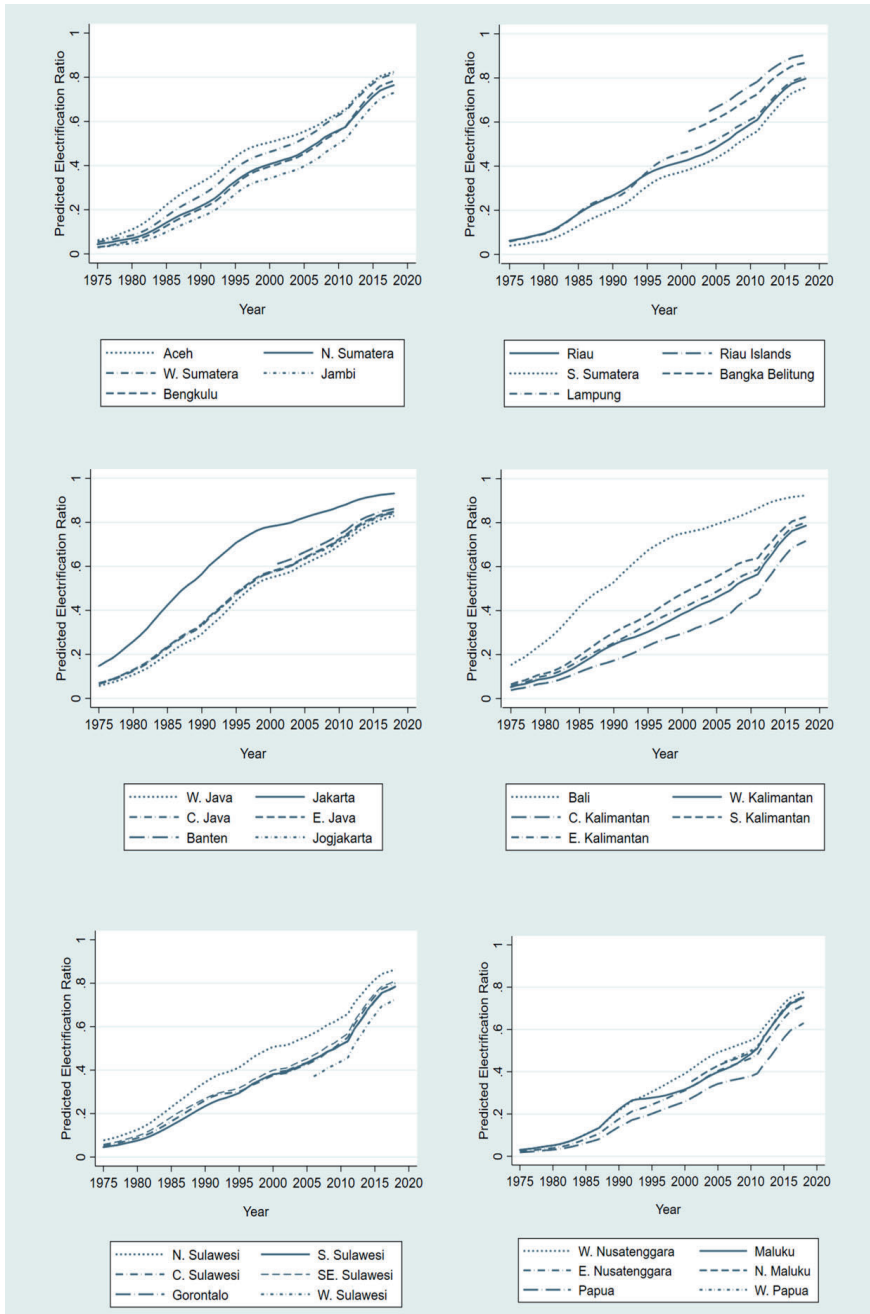 Predicted Electrification Ratio
0 .2 .4 .6 .8 1
1975 1980 1985 1990 1995 2000 2005 2010 2015 2020
Year
Aceh N. Sumatera
W. Sumatera Jambi
Bengkulu
Predicted Electrification Ratio
0 .2 .4 .6 .8 1
1975 1980 1985 1990 1995 2000 2005 2010 2015 2020
Year
Riau Riau Islands
S. Sumatera Bangka Belitung
Lampung
Predicted Electrification Ratio
0 .2 .4 .6 .8 1
1975 1980 1985 1990 1995 2000 2005 2010 2015 2020
Year
W. Java Jakarta
C. Java E. Java
Banten Jogjakarta
Predicted Electrification Ratio
0 .2 .4 .6 .8 1
1975 1980 1985 1990 1995 2000 2005 2010 2015 2020
Year
Bali W. Kalimantan
C. Kalimantan S. Kalimantan
E. Kalimantan
Predicted Electrification Ratio
0 .2 .4 .6 .8 1
1975 1980 1985 1990 1995 2000 2005 2010 2015 2020
Year
N. Sulawesi S. Sulawesi
C. Sulawesi SE. Sulawesi
Gorontalo W. Sulawesi
Predicted Electrification Ratio
0 .2 .4 .6 .8 1
1975 1980 1985 1990 1995 2000 2005 2010 2015 2020
Year
W. Nusatenggara Maluku
E. Nusatenggara N. Maluku
Papua W. Papua